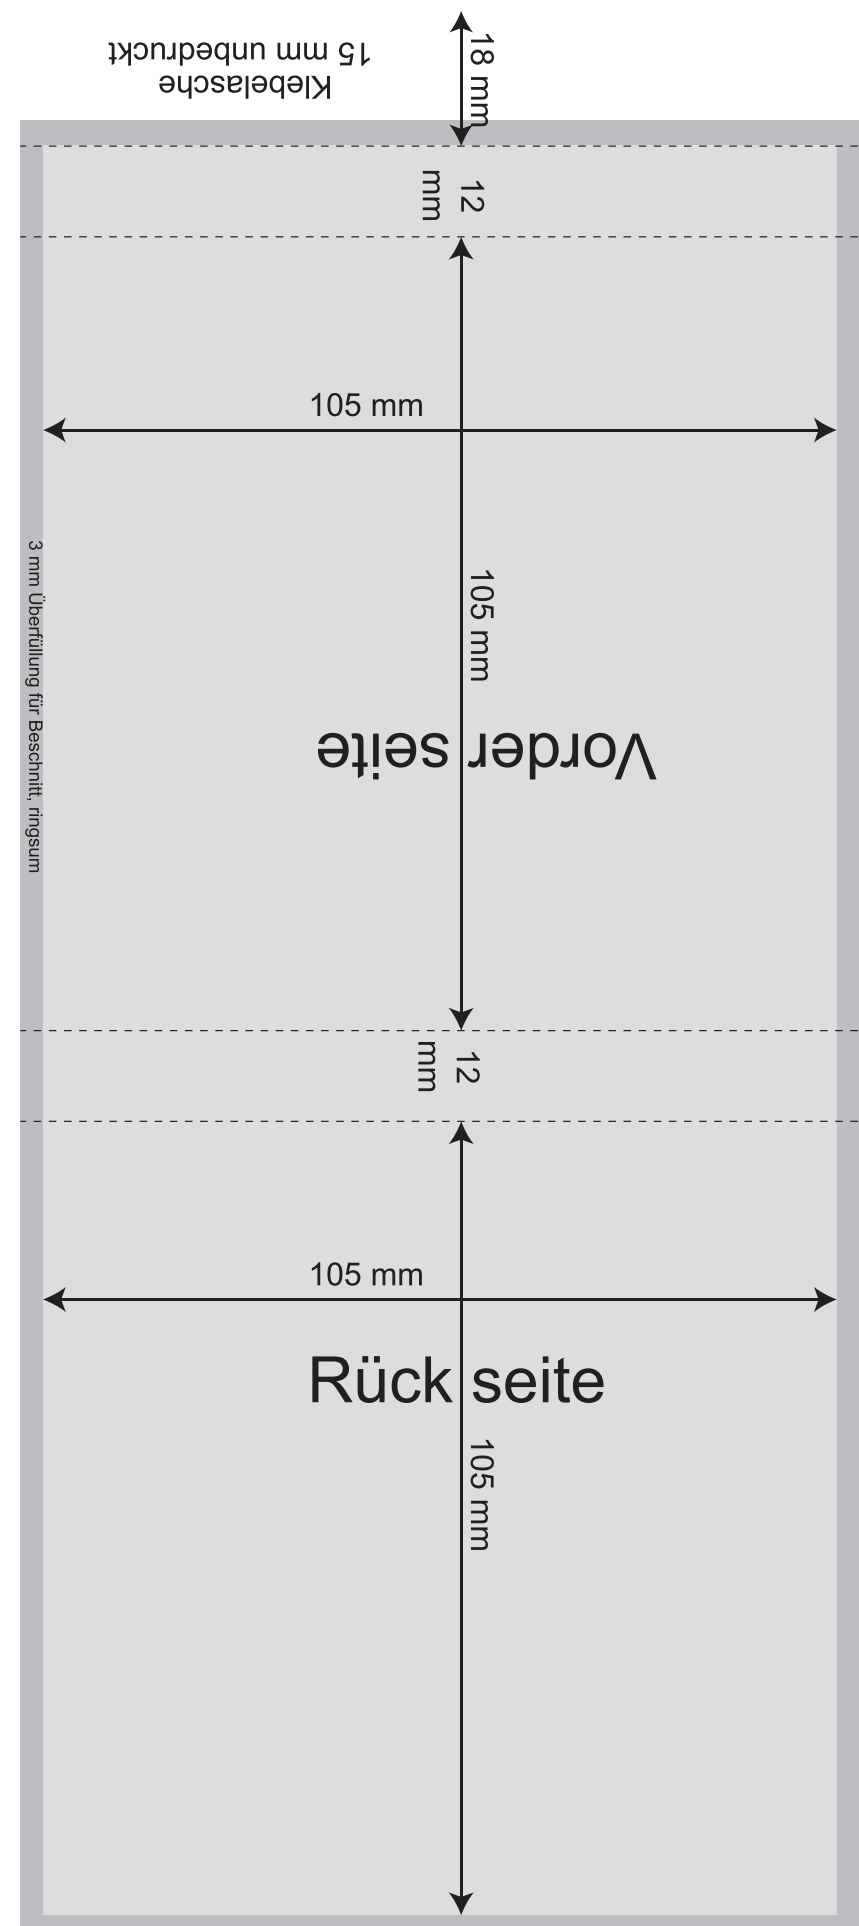 Klebelasche
15 mm unbedruckt
18 mm
12
mm
105 mm
105 mm
3 mm Überfüllung für Beschnitt, ringsum
Vorder seite
12
mm
105 mm
Rück seite
105 mm